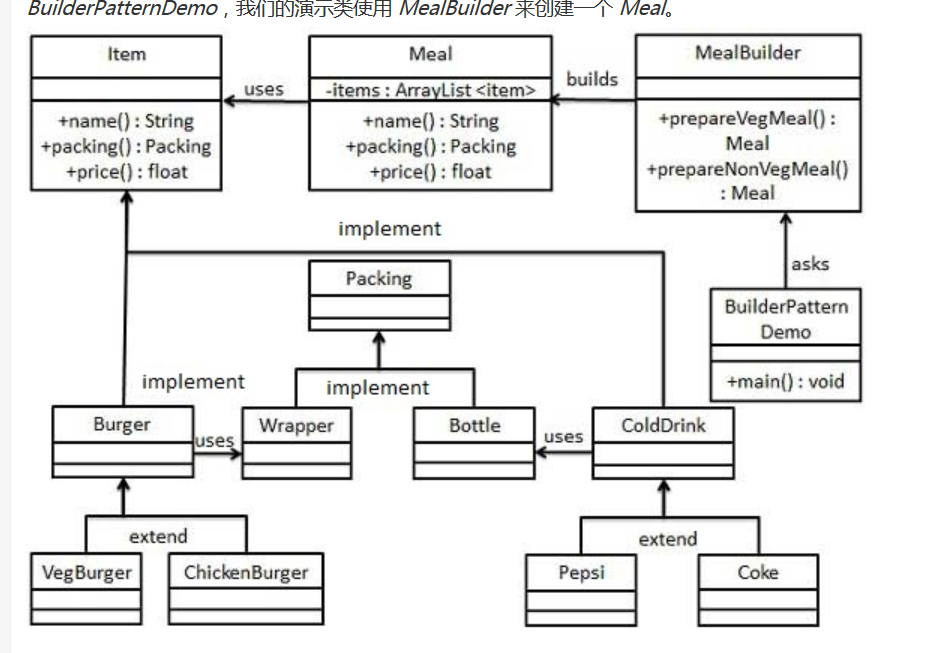 BuilderPatternDemo，我们的演示类使用 MealBuilder 来创建一个 Meal。
Item
+name() : String
+packing() : Packing
+price() : float
uses
Meal
-items : ArrayList <item>
+name() : String
+packing() : Packing
+price() : float
builds
MealBuilder
+prepareVegMeal() :
Meal
+prepareNonVegMeal()
: Meal
implement
asks
Packing
BuilderPattern
Demo
+main() : void
implement
implement
Burger
uses
Wrapper
Bottle
uses
ColdDrink
extend
extend
VegBurger
ChickenBurger
Pepsi
Coke